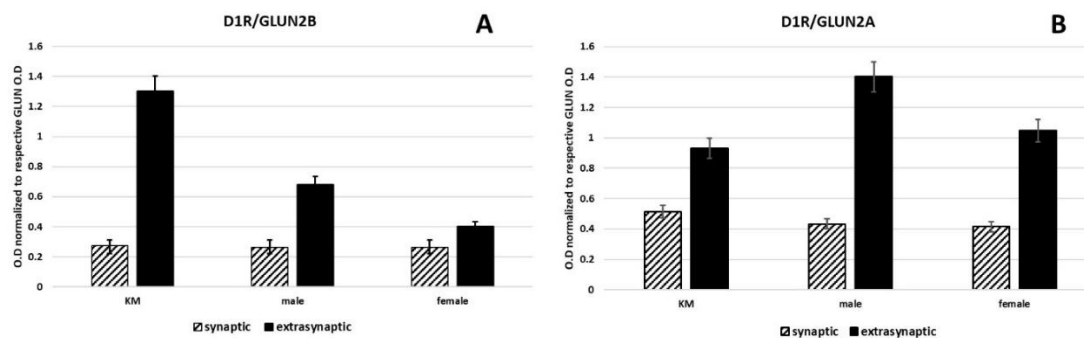 D1R/GLUN2B
A
O.D normalized to respective GLUN O.D
1.6
1.4
1.2
1
0.8
0.6
0.4
0.2
0
KM male female
synaptic extrasynaptic
D1R/GLUN2A
B
O.D normalized to respective GLUN O.D
1.6
1.4
1.2
1
0.8
0.6
0.4
0.2
0
KM male female
synaptic extrasynaptic